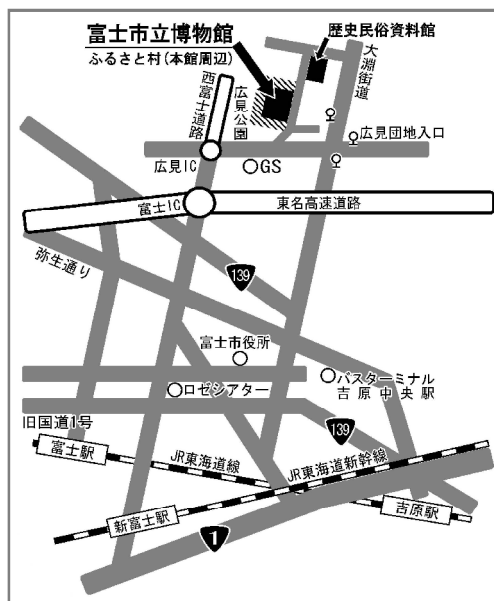 富士市立博物館
ふるさと村(本館周辺)
歴史民俗資料館
大淵街道
西富士道路
広見公園
広見団地入口
広見IC
GS
富士IC
東名高速道路
弥生通り
139
富士市役所
バスターミナル
吉原中央駅
ロゼシアター
旧国道1号
139
富士駅
JR東海道線
JR東海道新幹線
新富士駅
吉原駅
1